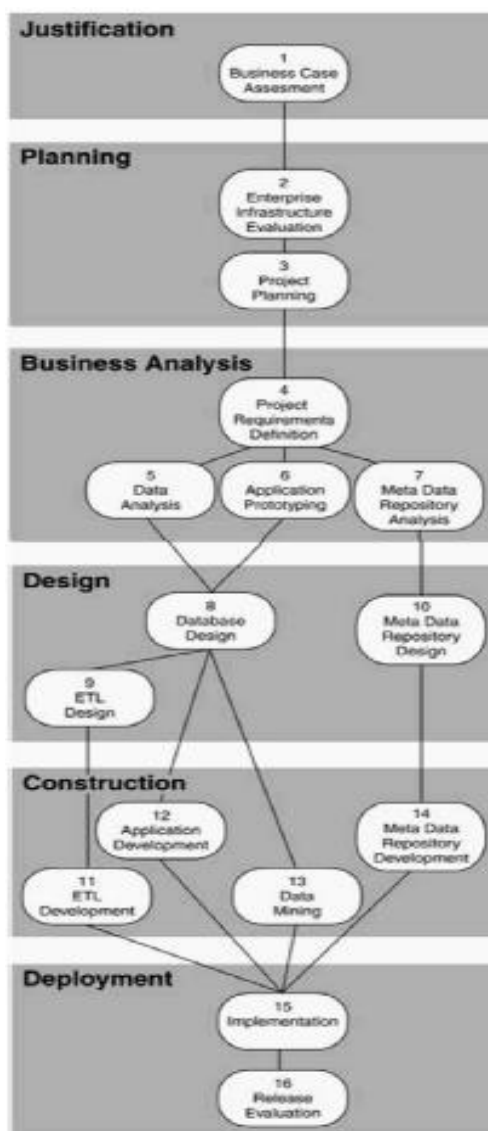 Justification
1
Business Case
Assesment
Planning
2
Enterprise
Infrastructure
Evaluation
3
Project
Planning
Business Analysis
4
Project
Requirements
Definition
5
Data
Analysis
6
Application
Prototyping
7
Meta Data
Repository
Analysis
Design
8
Database
Design
10
Meta Data
Repository
Design
9
ETL
Design
Construction
12
Application
Development
14
Meta Data
Repository
Development
11
ETL
Development
13
Data
Mining
Deployment
15
Implementation
16
Release
Evaluation